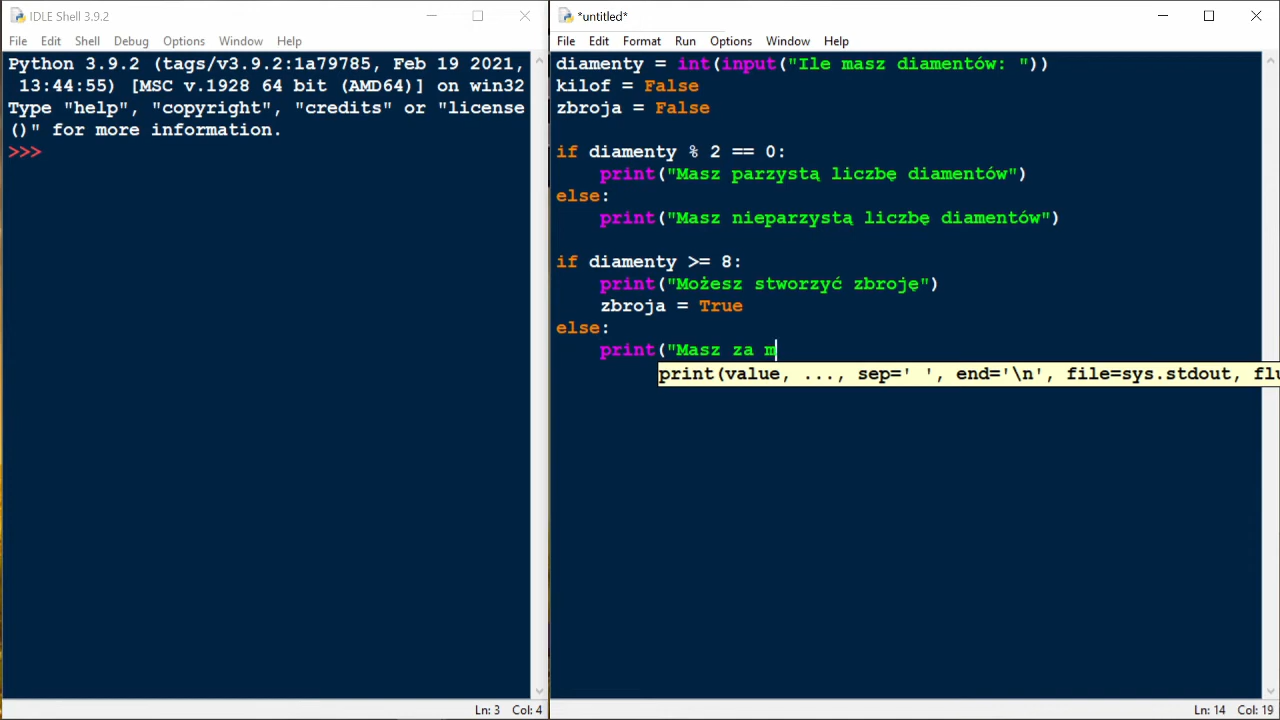 IDLE Shell 3.9.2
File Edit Shell Debug Options Window Help
Python 3.9.2 (tags/v3.9.2:1a79785, Feb 19 2021,
13:44:55) [MSC v.1928 64 bit (AMD64)] on win32
Type "help", "copyright", "credits" or "license
()" for more information.
>>>
Ln: 3 Col: 4
*untitled*
File Edit Format Run Options Window Help
diamenty = int(input("Ile masz diamentów: "))
kilof = False
zbroja = False
if diamenty % 2 == 0:
    print("Masz parzystą liczbę diamentów")
else:
    print("Masz nieparzystą liczbę diamentów")
if diamenty >= 8:
    print("Możesz stworzyć zbroję")
    zbroja = True
else:
    print("Masz za m
print(value, ..., sep=' ', end='\n', file=sys.stdout, flu
Ln: 14 Col: 19